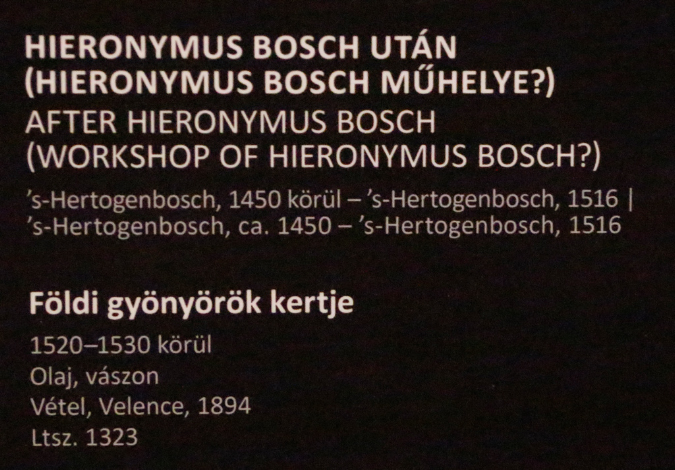 HIERONYMUS BOSCH UTÁN
(HIERONYMUS BOSCH MŰHELYE?)
AFTER HIERONYMUS BOSCH
(WORKSHOP OF HIERONYMUS BOSCH?)
’s-Hertogenbosch, 1450 körül – ’s-Hertogenbosch, 1516 |
’s-Hertogenbosch, ca. 1450 – ’s-Hertogenbosch, 1516
Földi gyönyörök kertje
1520–1530 körül
Olaj, vászon
Vétel, Velence, 1894
Ltsz. 1323